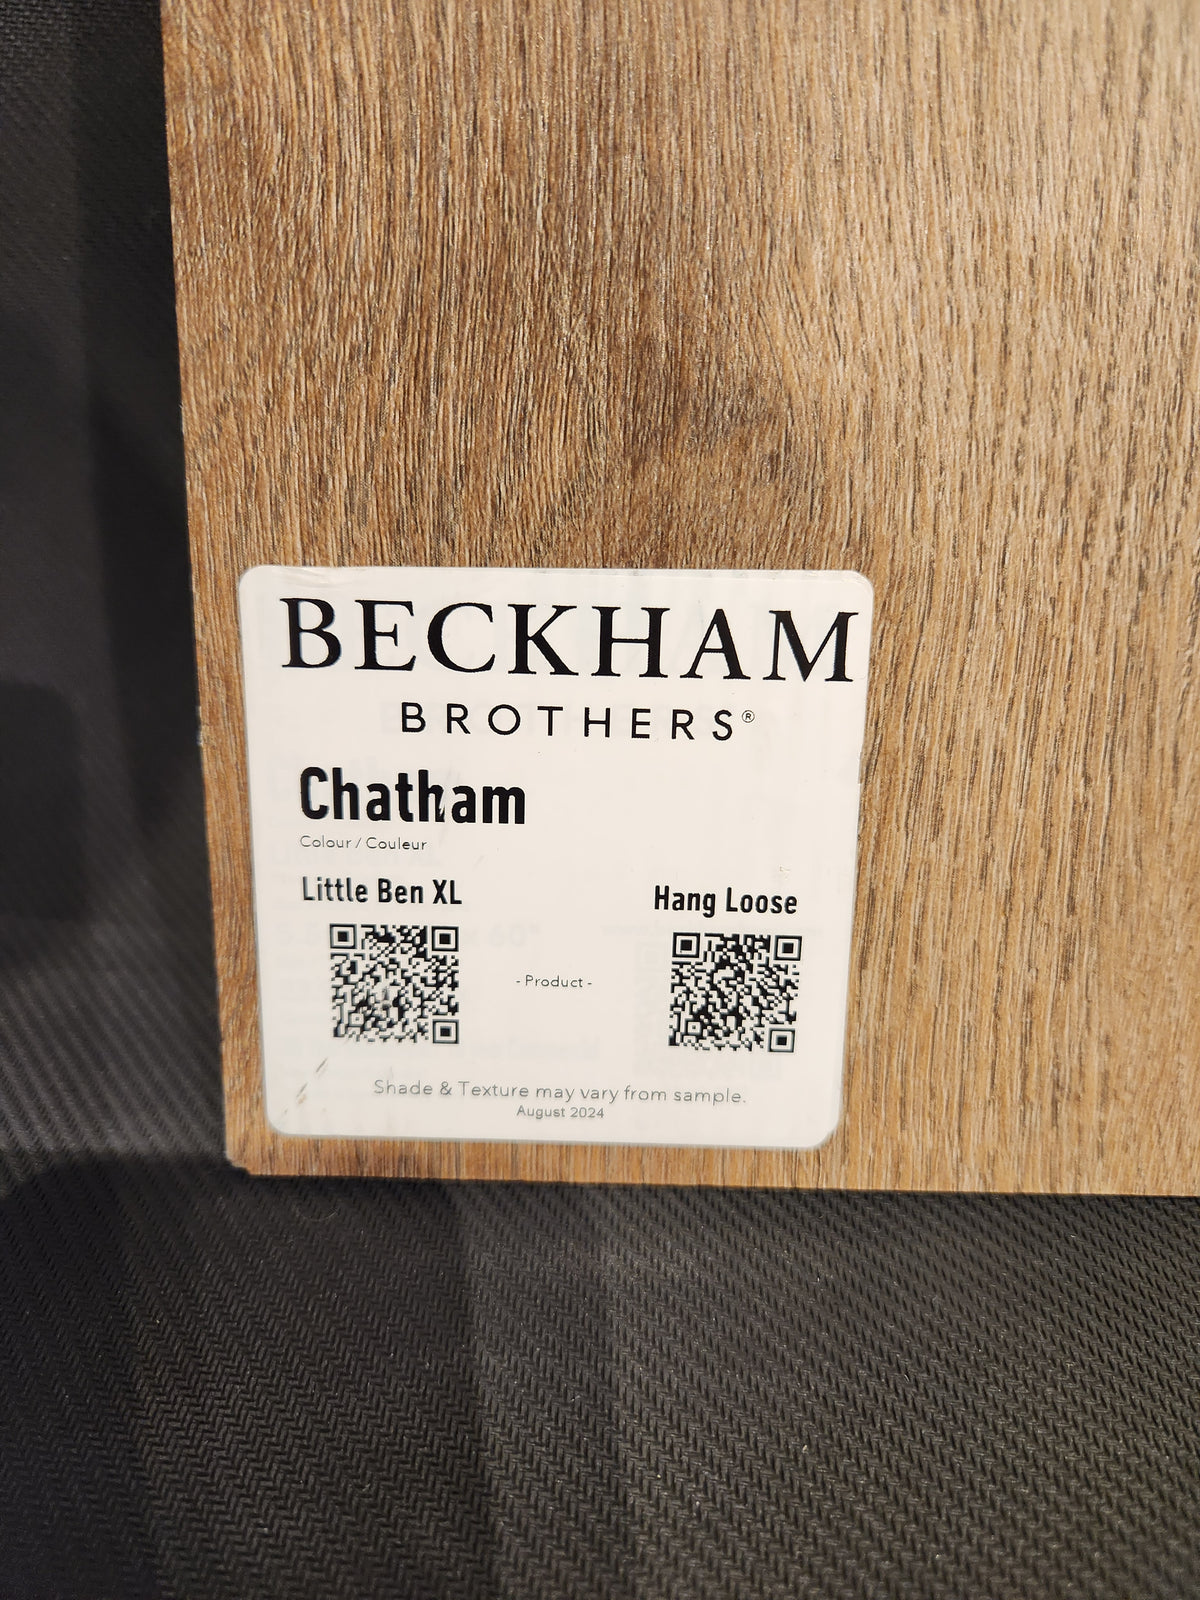 BECKHAM
BROTHERS®
Chatham
Colour / Couleur
Little Ben XL
Hang Loose
- Product -
Shade & Texture may vary from sample.
August 2024